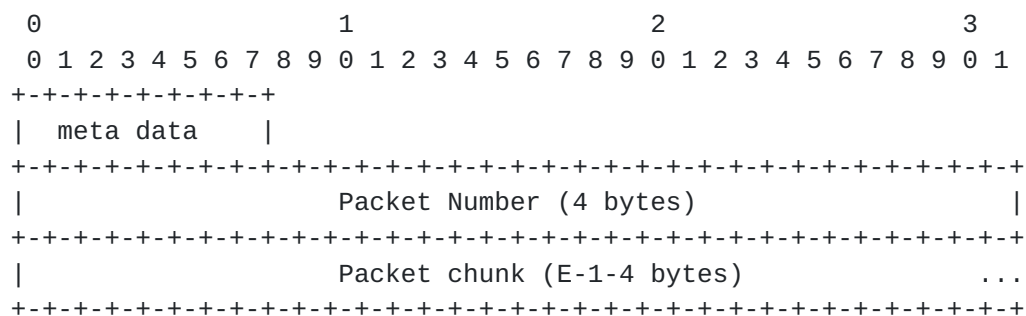 0                   1                   2                   3
 0 1 2 3 4 5 6 7 8 9 0 1 2 3 4 5 6 7 8 9 0 1 2 3 4 5 6 7 8 9 0 1
+-+-+-+-+-+-+-+-+
|  meta data    |
+-+-+-+-+-+-+-+-+-+-+-+-+-+-+-+-+-+-+-+-+-+-+-+-+-+-+-+-+-+-+-+-+
|                    Packet Number (4 bytes)                    |
+-+-+-+-+-+-+-+-+-+-+-+-+-+-+-+-+-+-+-+-+-+-+-+-+-+-+-+-+-+-+-+-+
|                    Packet chunk (E-1-4 bytes)               ...
+-+-+-+-+-+-+-+-+-+-+-+-+-+-+-+-+-+-+-+-+-+-+-+-+-+-+-+-+-+-+-+-+